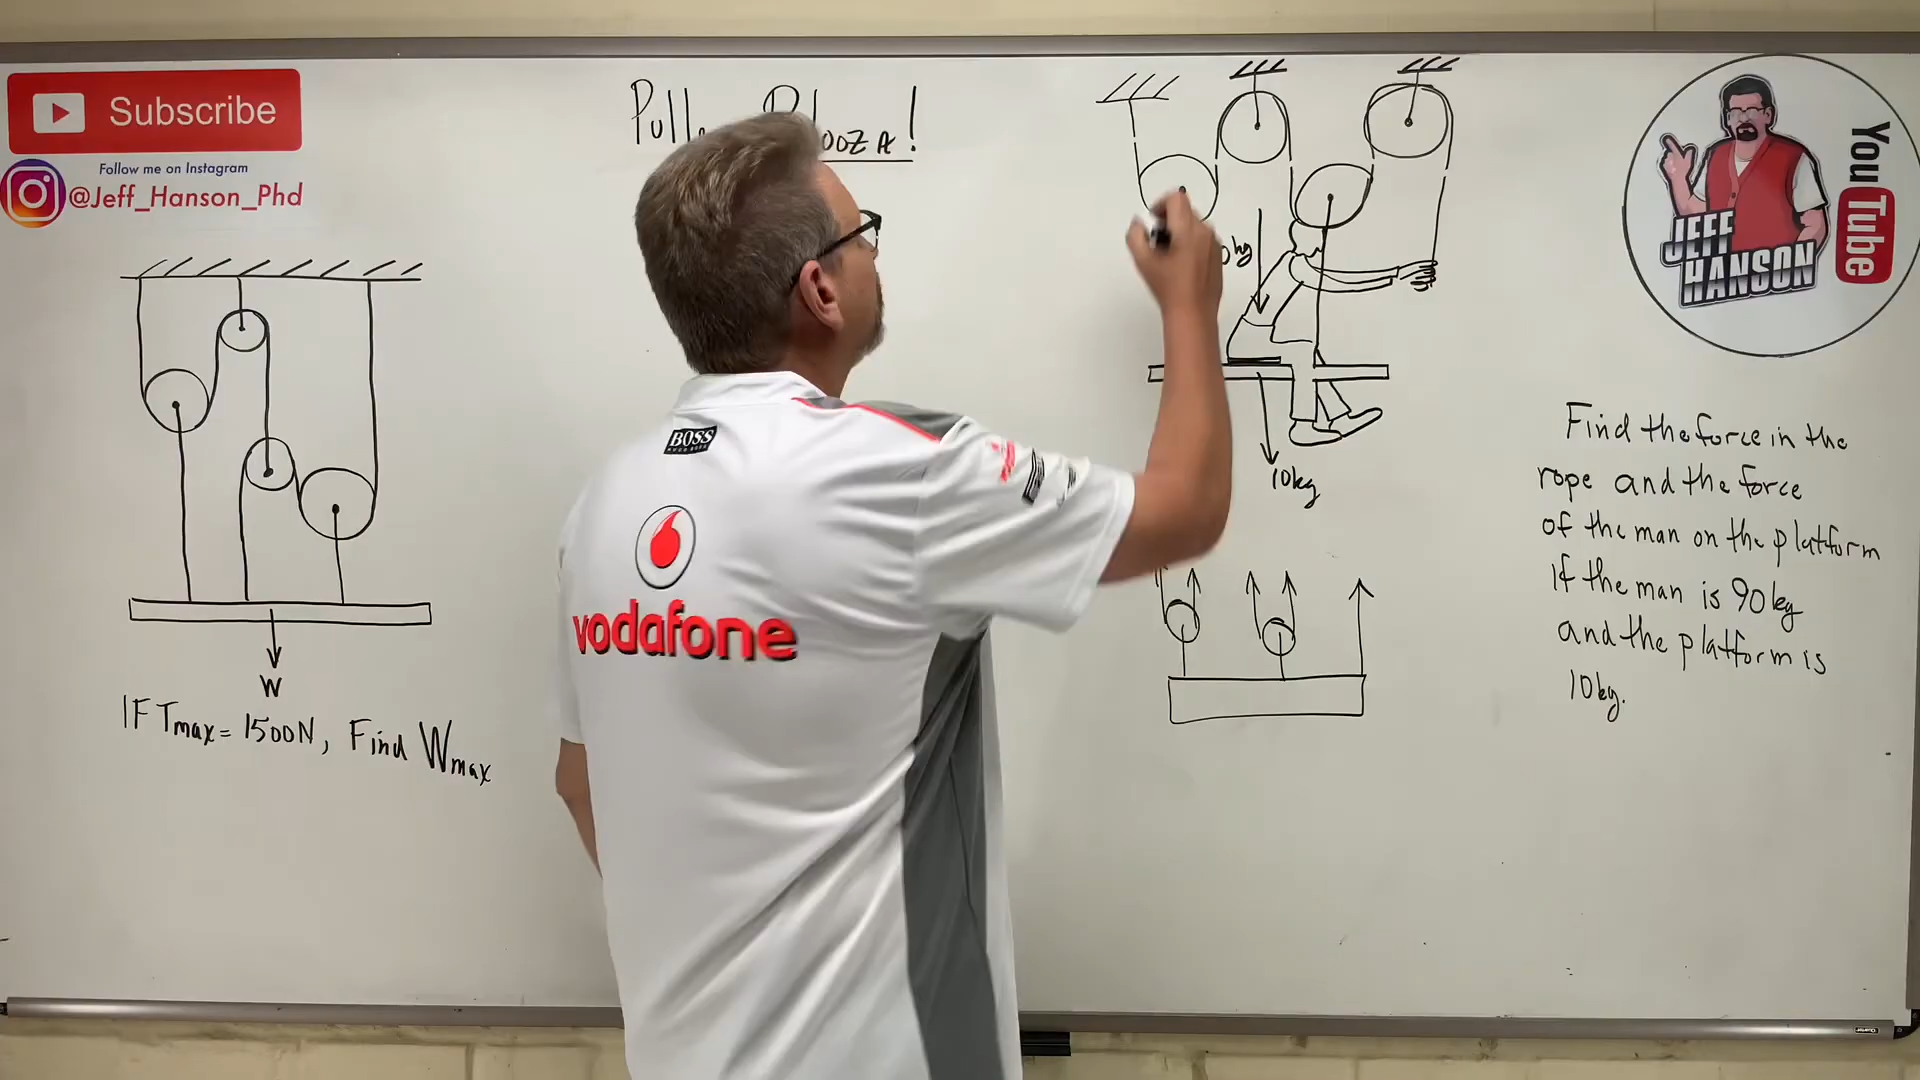 Subscribe
Follow me on Instagram
@Jeff_Hanson_Phd
IF Tmax = 1500N, Find Wmax
W
BOSS
HUGO BOSS
vodafone
10kg
Find the force in the
rope and the force
of the man on the platform
if the man is 90kg
and the platform is
10kg.
JEFF
HANSON
YouTube